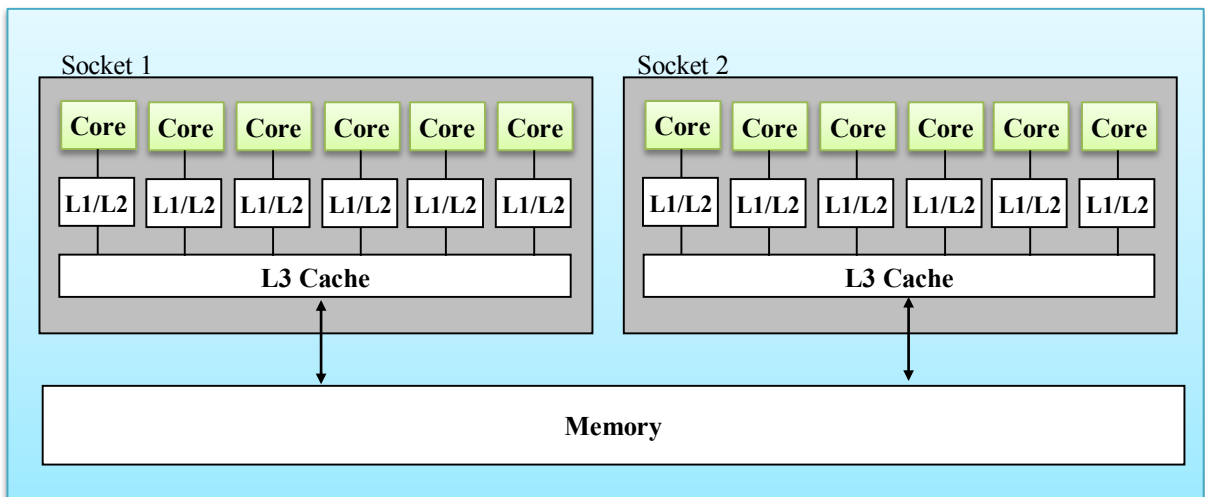 Socket 1 Socket 2
Core Core Core Core Core Core Core Core Core Core Core Core
L1/L2 L1/L2 L1/L2 L1/L2 L1/L2 L1/L2 L1/L2 L1/L2 L1/L2 L1/L2 L1/L2 L1/L2
L3 Cache L3 Cache
Memory